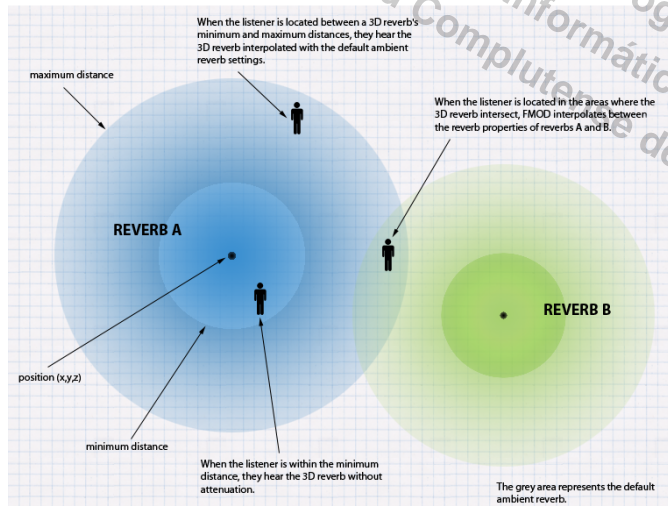 When the listener is located between a 3D reverb's
minimum and maximum distances, they hear the
3D reverb interpolated with the default ambient
reverb settings.
maximum distance
When the listener is located in the areas where the
3D reverb intersect, FMOD interpolates between
the reverb properties of reverbs A and B.
REVERB A
REVERB B
position (x,y,z)
minimum distance
When the listener is within the minimum
distance, they hear the 3D reverb without
attenuation.
The grey area represents the default
ambient reverb.
Informátic
Complutense de